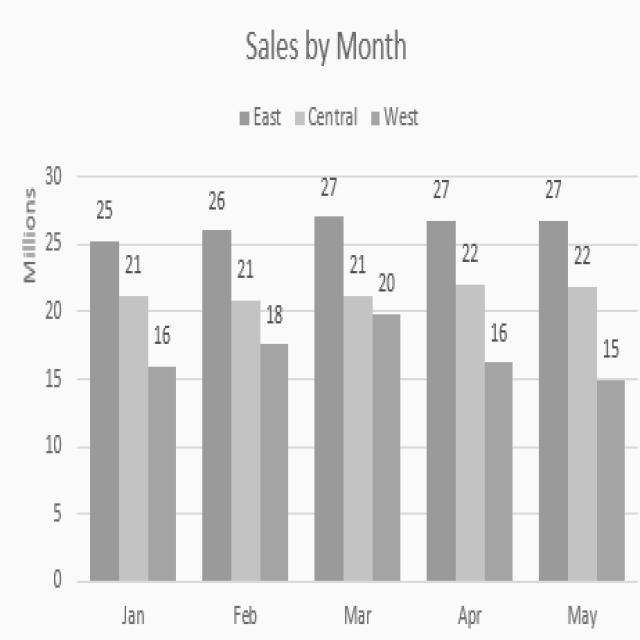 Sales by Month
East Central West
Millions
30
25
20
15
10
5
0
25 21 16
26 21 18
27 21 20
27 22 16
27 22 15
Jan Feb Mar Apr May